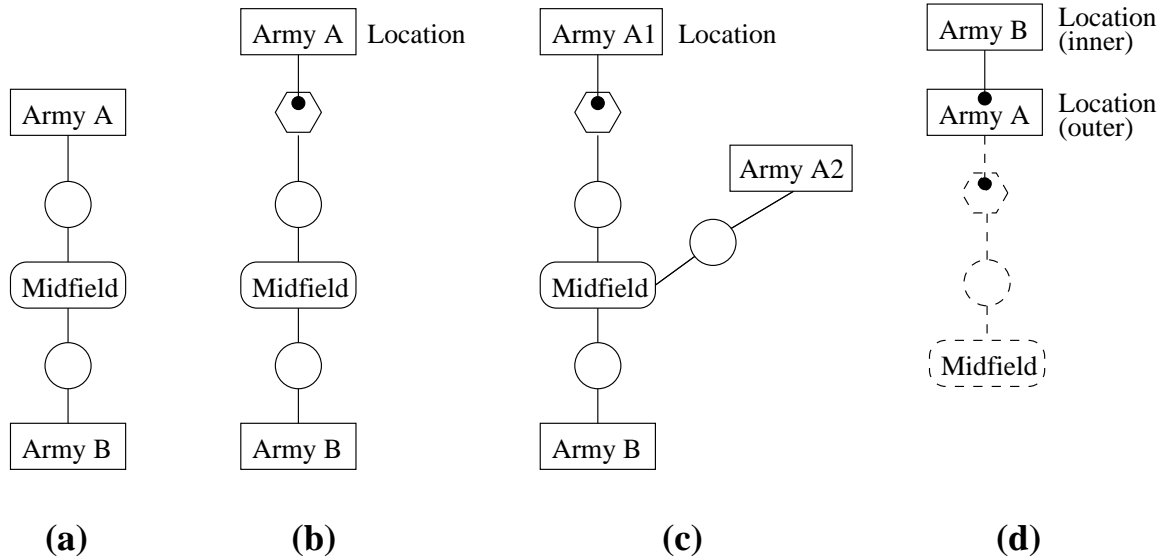 Army A
Midfield
Army B
(a)
Army A Location
Midfield
Army B
(b)
Army A1 Location
Army A2
Midfield
Army B
(c)
Army B Location
(inner)
Army A Location
(outer)
Midfield
(d)